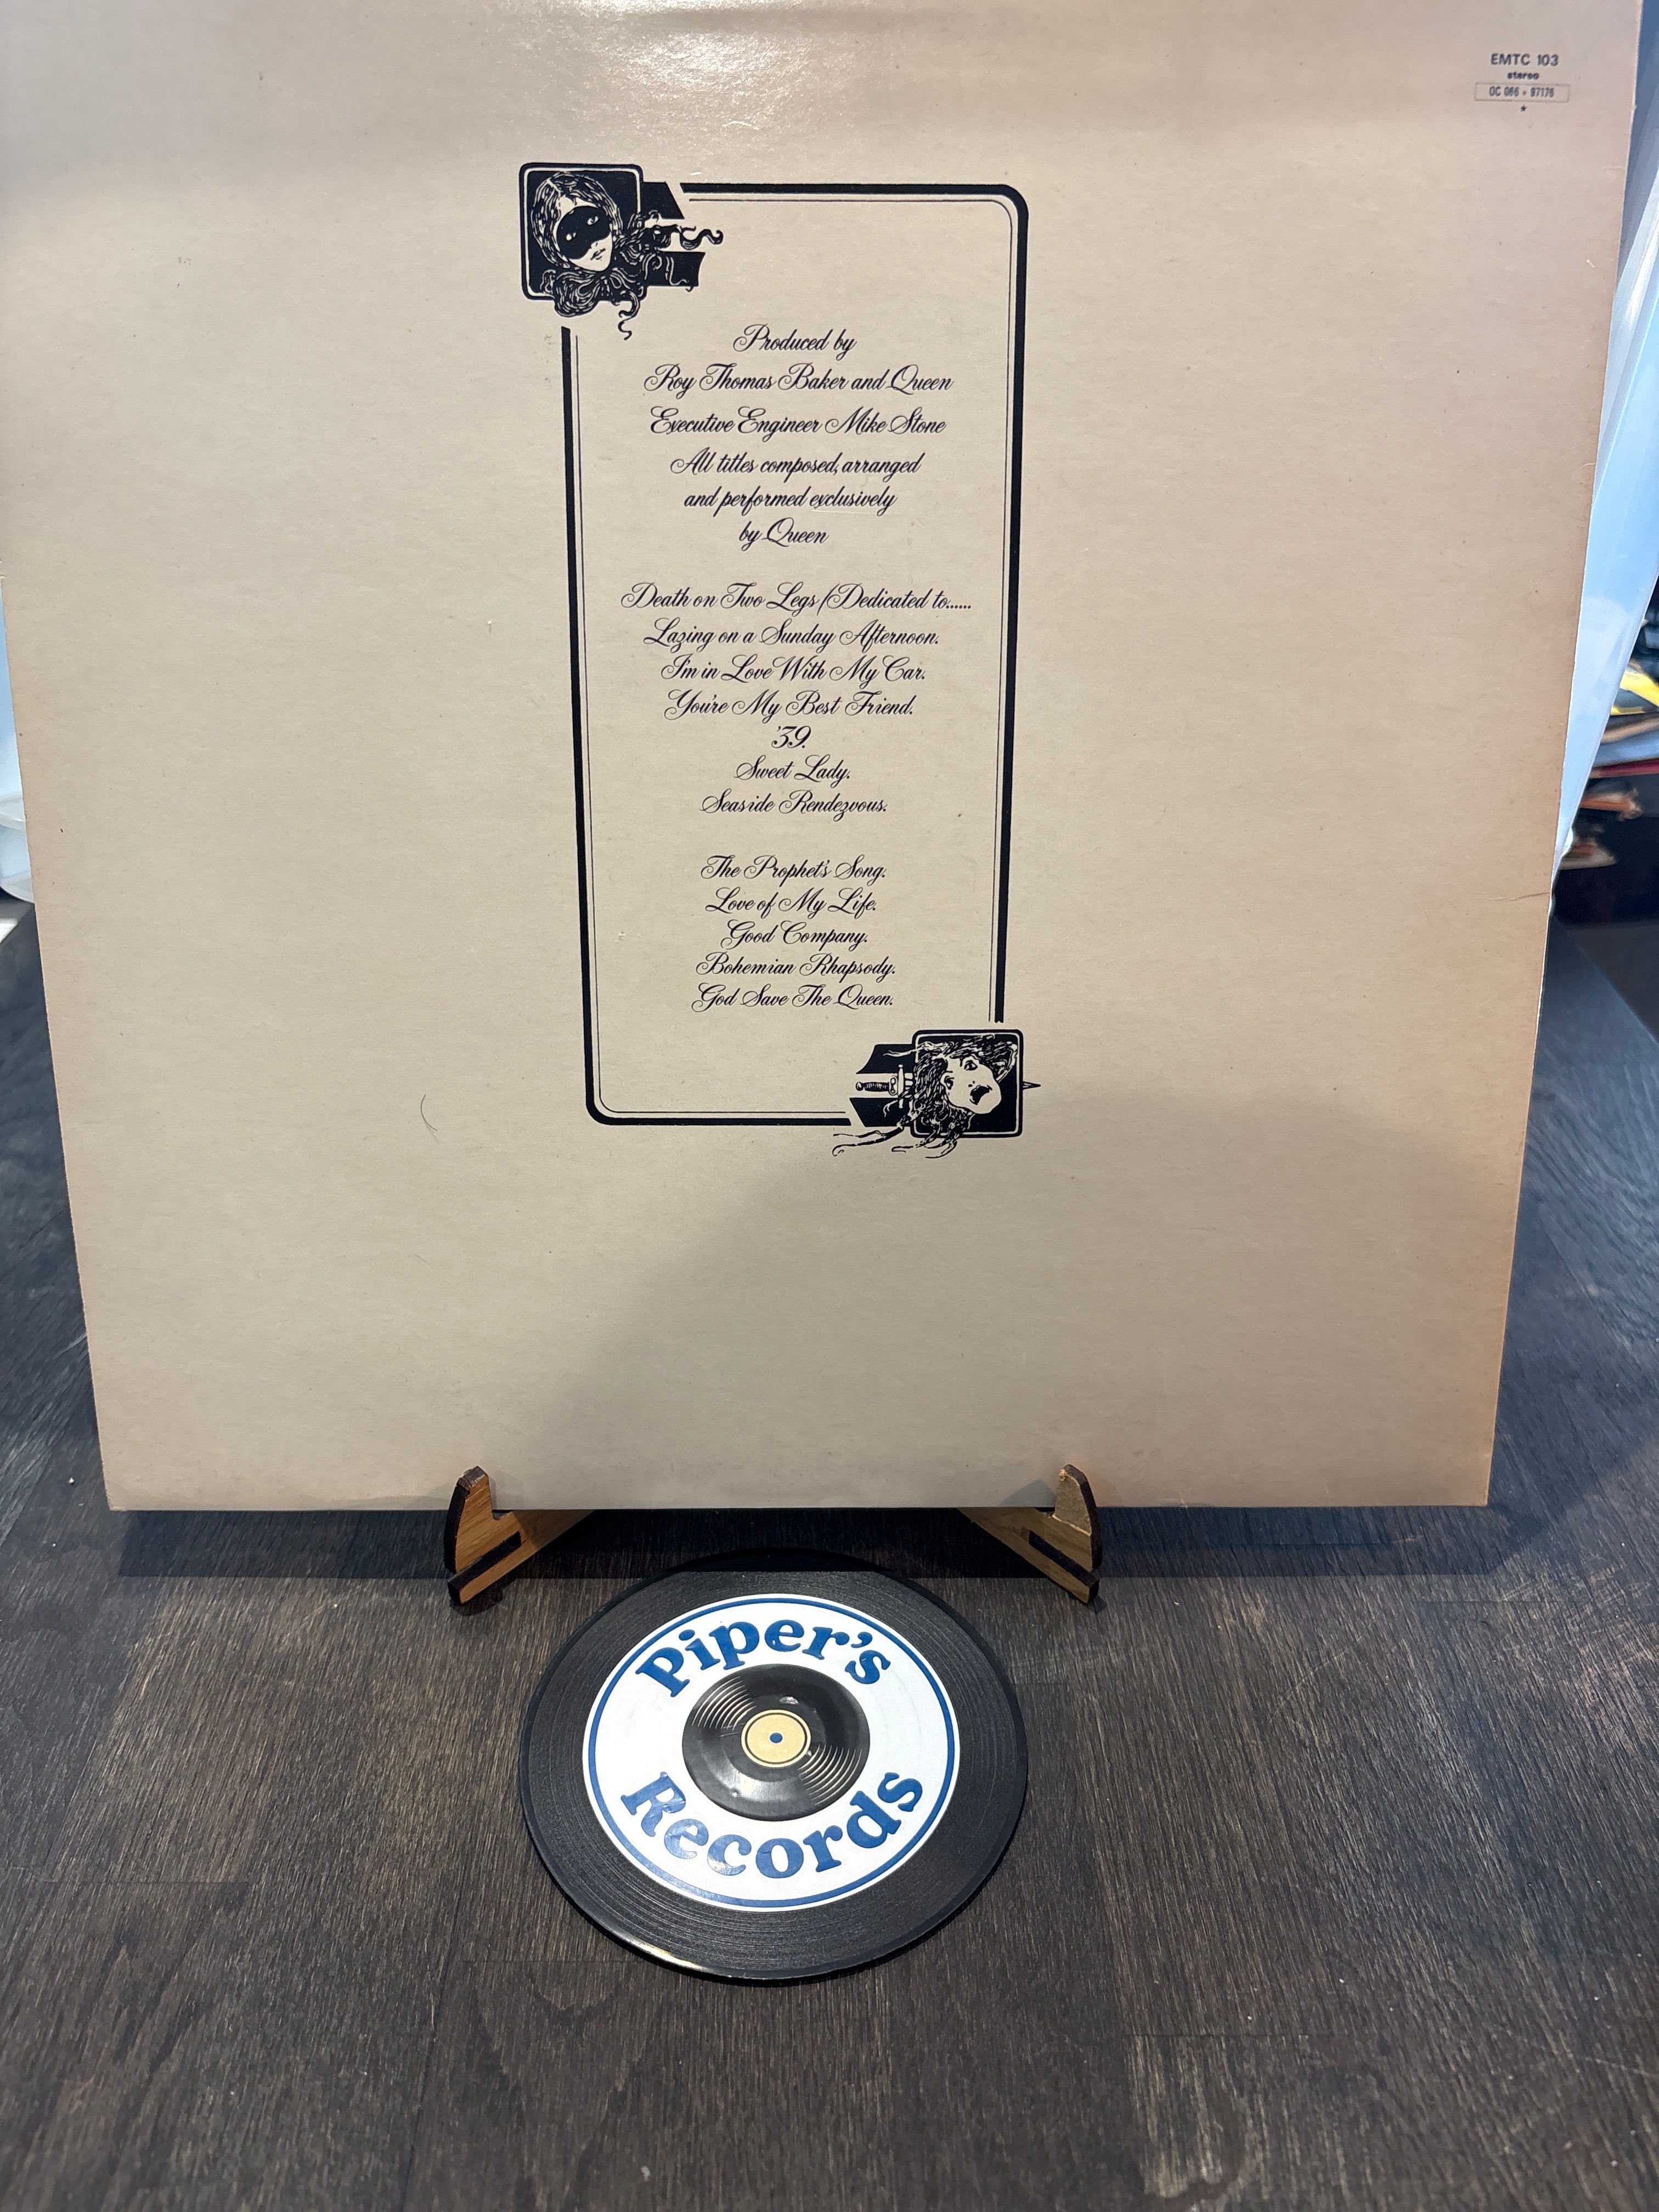 EMTC 103
stereo
OC 066 • 97176
*
Produced by
Roy Thomas Baker and Queen
Executive Engineer Mike Stone
All titles composed, arranged
and performed exclusively
by Queen
Death on Two Legs (Dedicated to......
Lazing on a Sunday Afternoon.
I'm in Love With My Car.
You're My Best Friend.
'39.
Sweet Lady.
Seaside Rendezvous.
The Prophet's Song.
Love of My Life.
Good Company.
Bohemian Rhapsody.
God Save The Queen.
Piper's
Records